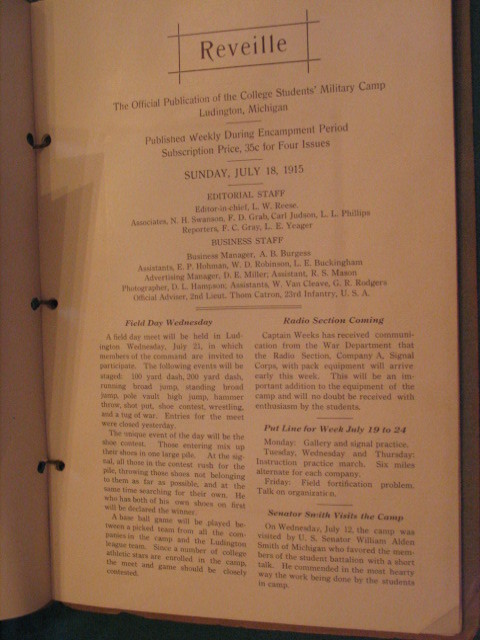 Reveille
The Official Publication of the College Students' Military Camp
Ludington, Michigan
Published Weekly During Encampment Period
Subscription Price, 35c for Four Issues
SUNDAY, JULY 18, 1915
EDITORIAL STAFF
Editor-in-chief, L. W. Reese.
Associates, N. H. Swanson, F. D. Grab, Carl Judson, L. L. Phillips
Reporters, F. C. Gray, L. E. Yeager
BUSINESS STAFF
Business Manager, A. B. Burgess
Assistants, E. P. Hohman, W. D. Robinson, L. E. Buckingham
Advertising Manager, D. E. Miller; Assistant, R. S. Mason
Photographer, D. L. Hampson; Assistants, W. Van Cleave, G. R. Rodgers
Official Adviser, 2nd Lieut. Thom Catron, 23rd Infantry, U. S. A.
Field Day Wednesday
A field day meet will be held in Lud-
ington Wednesday, July 21, in which
members of the command are invited to
participate. The following events will be
staged: 100 yard dash, 200 yard dash,
running broad jump, standing broad
jump, pole vault high jump, hammer
throw, shot put, shoe contest, wrestling,
and a tug of war. Entries for the meet
were closed yesterday.
The unique event of the day will be the
shoe contest. Those entering mix up
their shoes in one large pile. At the sig-
nal, all those in the contest rush for the
pile, throwing those shoes not belonging
to them as far as possible, and at the
same time searching for their own. He
who has both of his own shoes on first
will be declared the winner.
A base ball game will be played be-
tween a picked team from all the com-
panies in the camp and the Ludington
league team. Since a number of college
athletic stars are enrolled in the camp,
the meet and game should be closely
contested.
Radio Section Coming
Captain Weeks has received communi-
cation from the War Department that
the Radio Section, Company A, Signal
Corps, with pack equipment will arrive
early this week. This will be an im-
portant addition to the equipment of the
camp and will no doubt be received with
enthusiasm by the students.
Put Line for Week July 19 to 24
Monday: Gallery and signal practice.
Tuesday, Wednesday and Thursday:
Instruction practice march. Six miles
alternate for each company.
Friday: Field fortification problem.
Talk on organization.
Senator Smith Visits the Camp
On Wednesday, July 12, the camp was
visited by U. S. Senator William Alden
Smith of Michigan who favored the mem-
bers of the student battalion with a short
talk. He commended in the most hearty
way the work being done by the students
in camp.